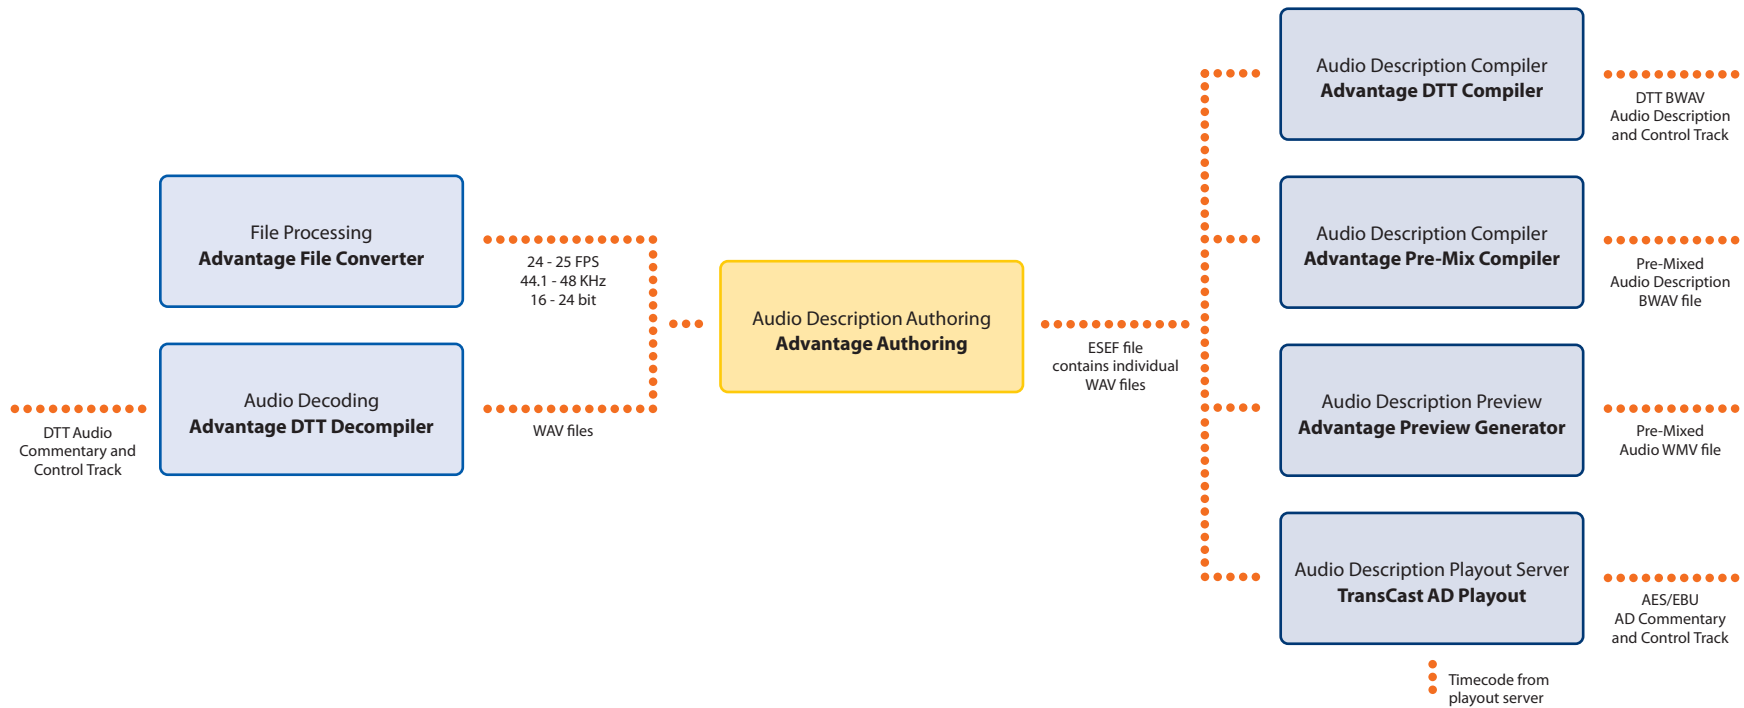 File Processing
Advantage File Converter
24 - 25 FPS
44.1 - 48 KHz
16 - 24 bit
Audio Decoding
Advantage DTT Decompiler
DTT Audio
Commentary and
Control Track
WAV files
Audio Description Authoring
Advantage Authoring
ESEF file
contains individual
WAV files
Audio Description Compiler
Advantage DTT Compiler
DTT BWAV
Audio Description
and Control Track
Audio Description Compiler
Advantage Pre-Mix Compiler
Pre-Mixed
Audio Description
BWAV file
Audio Description Preview
Advantage Preview Generator
Pre-Mixed
Audio WMV file
Audio Description Playout Server
TransCast AD Playout
AES/EBU
AD Commentary
and Control Track
Timecode from
playout server